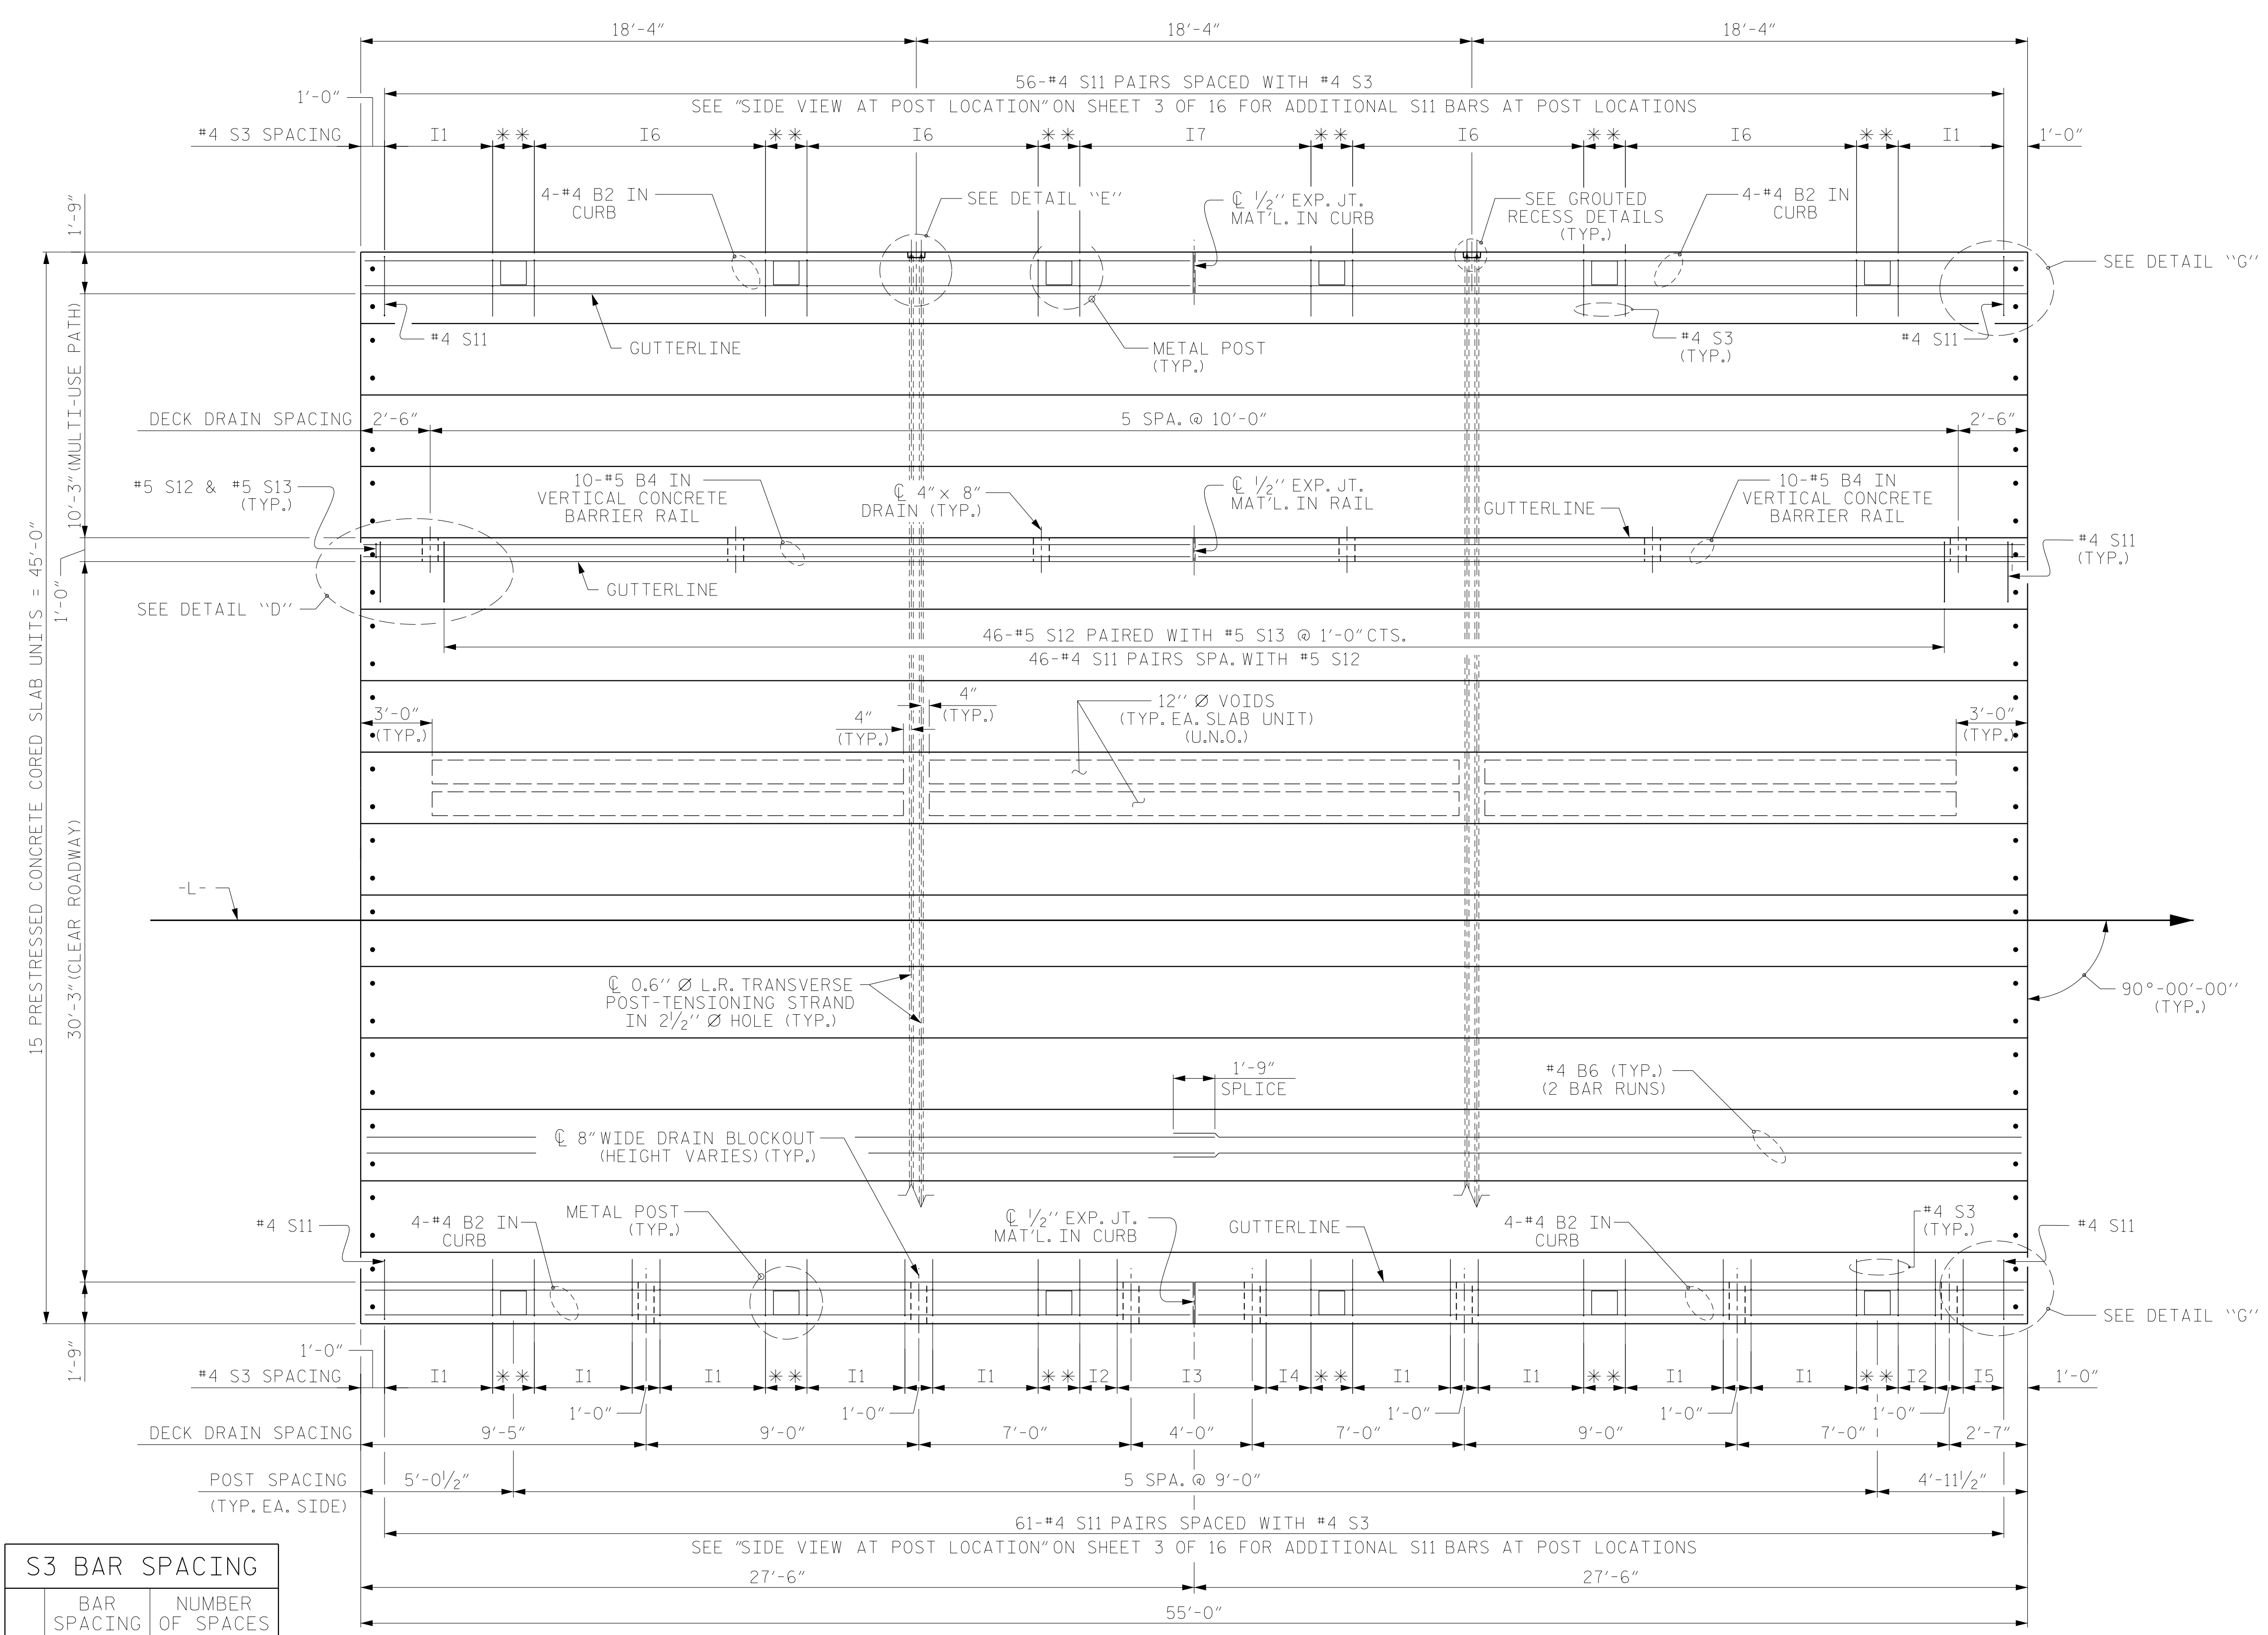 18'-4" 18'-4" 18'-4"
56-#4 S11 PAIRS SPACED WITH #4 S3
1'-0"
SEE "SIDE VIEW AT POST LOCATION" ON SHEET 3 OF 16 FOR ADDITIONAL S11 BARS AT POST LOCATIONS
#4 S3 SPACING I1 ** I6 ** I6 ** I7 ** I6 ** I6 ** I1 1'-0"
4-#4 B2 IN
CURB
SEE DETAIL ``E''
℄ 1/2'' EXP. JT.
MAT'L. IN CURB
SEE GROUTED
RECESS DETAILS
(TYP.)
4-#4 B2 IN
CURB
1'-9"
SEE DETAIL ``G''
#4 S11
GUTTERLINE
METAL POST
(TYP.)
#4 S3
(TYP.)
#4 S11
10'-3" (MULTI-USE PATH)
DECK DRAIN SPACING 2'-6" 5 SPA. @ 10'-0" 2'-6"
#5 S12 & #5 S13
(TYP.)
10-#5 B4 IN
VERTICAL CONCRETE
BARRIER RAIL
℄ 4" x 8"
DRAIN (TYP.)
℄ 1/2'' EXP. JT.
MAT'L. IN RAIL
GUTTERLINE
10-#5 B4 IN
VERTICAL CONCRETE
BARRIER RAIL
#4 S11
(TYP.)
1'-0"
GUTTERLINE
SEE DETAIL ``D''
46-#5 S12 PAIRED WITH #5 S13 @ 1'-0" CTS.
46-#4 S11 PAIRS SPA. WITH #5 S12
15 PRESTRESSED CONCRETE CORED SLAB UNITS = 45'-0"
3'-0"
(TYP.)
4"
(TYP.)
4"
(TYP.)
12'' Ø VOIDS
(TYP. EA. SLAB UNIT)
(U.N.O.)
3'-0"
(TYP.)
30'-3" (CLEAR ROADWAY)
-L-
℄ 0.6'' Ø L.R. TRANSVERSE
POST-TENSIONING STRAND
IN 2 1/2'' Ø HOLE (TYP.)
90°-00'-00''
(TYP.)
1'-9"
SPLICE
#4 B6 (TYP.)
(2 BAR RUNS)
℄ 8" WIDE DRAIN BLOCKOUT
(HEIGHT VARIES) (TYP.)
#4 S11
4-#4 B2 IN
CURB
METAL POST
(TYP.)
℄ 1/2'' EXP. JT.
MAT'L. IN CURB
GUTTERLINE
4-#4 B2 IN
CURB
#4 S3
(TYP.)
#4 S11
SEE DETAIL ``G''
1'-9"
1'-0"
#4 S3 SPACING I1 ** I1 I1 ** I1 I1 ** I2 I3 I4 ** I1 I1 ** I1 I1 ** I2 I5 1'-0"
1'-0" 1'-0" 1'-0" 1'-0" 1'-0"
DECK DRAIN SPACING 9'-5" 9'-0" 7'-0" 4'-0" 7'-0" 9'-0" 7'-0" 2'-7"
POST SPACING 5'-0 1/2" 5 SPA. @ 9'-0" 4'-11 1/2"
(TYP. EA. SIDE)
61-#4 S11 PAIRS SPACED WITH #4 S3
SEE "SIDE VIEW AT POST LOCATION" ON SHEET 3 OF 16 FOR ADDITIONAL S11 BARS AT POST LOCATIONS
27'-6" 27'-6"
55'-0"
S3 BAR SPACING
BAR
SPACING
NUMBER
OF SPACES